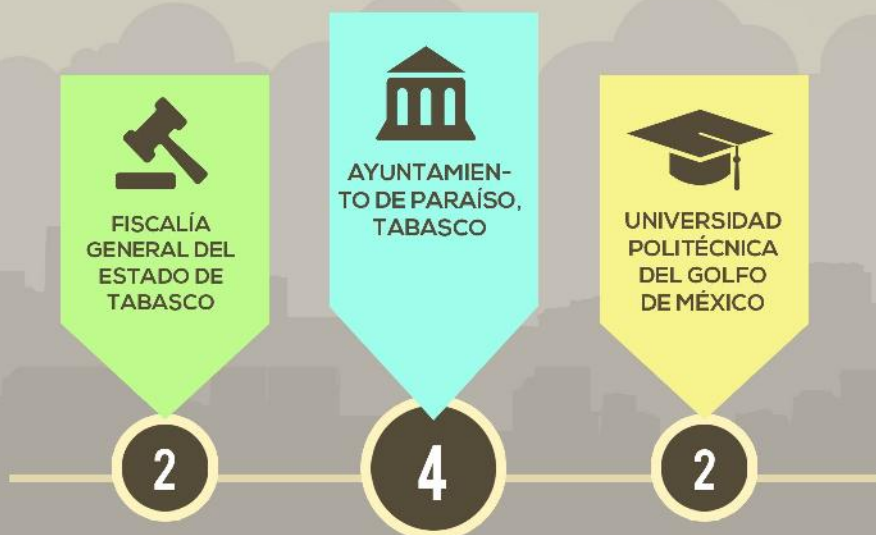 FISCALÍA
GENERAL DEL
ESTADO DE
TABASCO
2
AYUNTAMIEN-
TO DE PARAÍSO,
TABASCO
4
UNIVERSIDAD
POLITÉCNICA
DEL GOLFO
DE MÉXICO
2